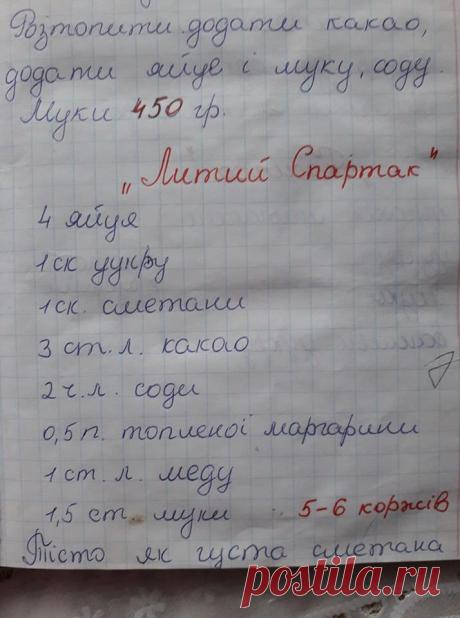 Розтопити додати какао,
додати яйце і муку, соду.
Муки 450 гр.
„Литий Спартак"
4 яйця
1ск цукру
1ск. сметани
3 ст. л. какао
2 ч. л. соди
0,5 п. топленої маргарини
1 ст. л. меду
1,5 ст. муки 5-6 коржів
Тісто як густа сметана
postila.ru